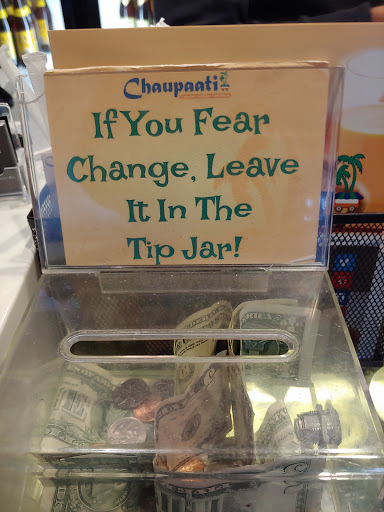 Chaupaati
If You Fear
Change, Leave
It In The
Tip Jar!